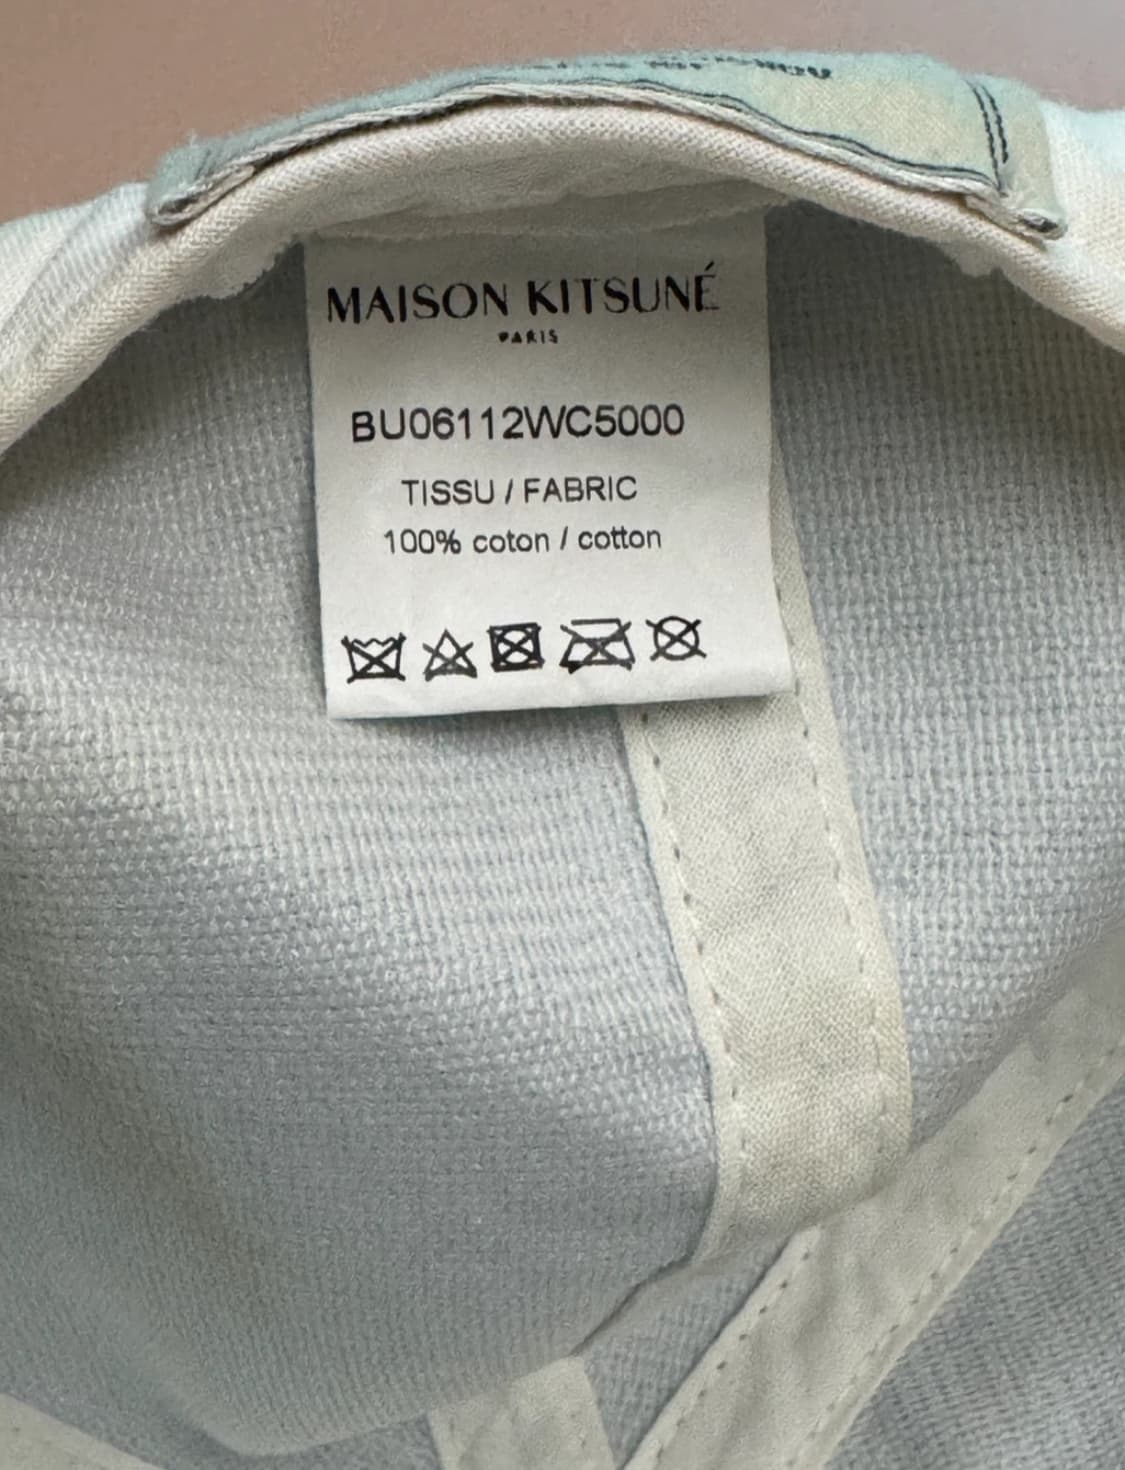 MAISON KITSUNÉ
PARIS
BU06112WC5000
TISSU / FABRIC
100% coton / cotton